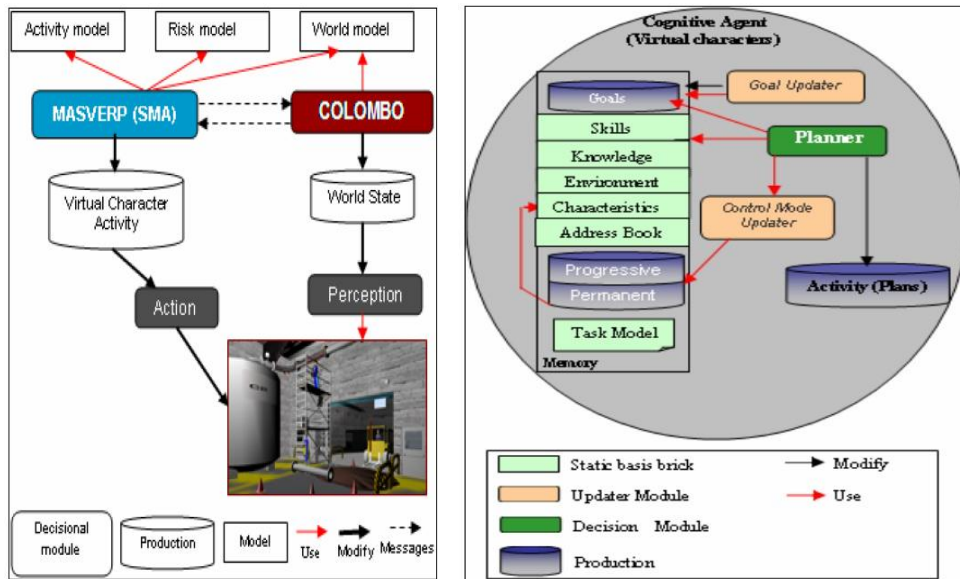 Activity model
Risk model
World model
MASVERP (SMA)
COLOMBO
Virtual Character
Activity
World State
Action
Perception
Decisional
module
Production
Model
Use
Modify
Messages
Cognitive Agent
(Virtual characters)
Goals
Goal Updater
Skills
Planner
Knowledge
Environment
Characteristics
Control Mode
Updater
Address Book
Progressive
Permanent
Activity (Plans)
Task Model
Memory
Static basis brick
Modify
Updater Module
Use
Decision Module
Production